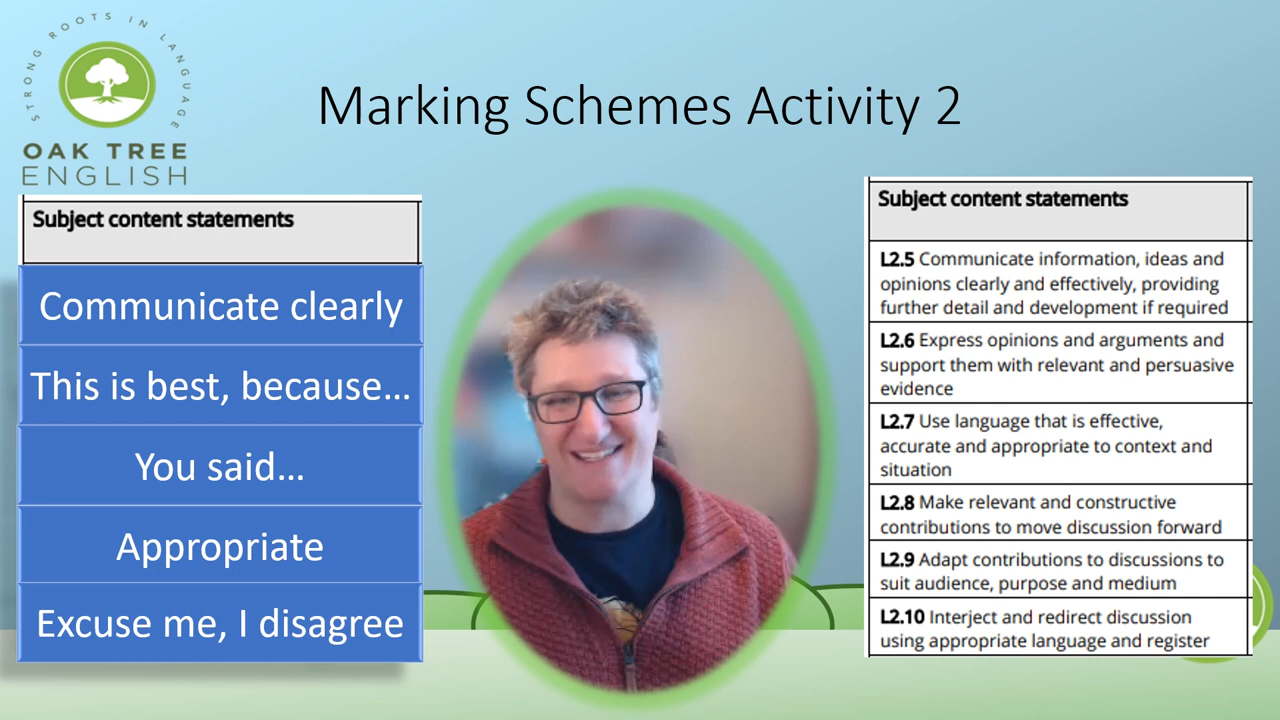 STRONG ROOTS IN LANGUAGE
OAK TREE
ENGLISH
Marking Schemes Activity 2
Subject content statements
Communicate clearly
This is best, because…
You said…
Appropriate
Excuse me, I disagree
Subject content statements
L2.5 Communicate information, ideas and
opinions clearly and effectively, providing
further detail and development if required
L2.6 Express opinions and arguments and
support them with relevant and persuasive
evidence
L2.7 Use language that is effective,
accurate and appropriate to context and
situation
L2.8 Make relevant and constructive
contributions to move discussion forward
L2.9 Adapt contributions to discussions to
suit audience, purpose and medium
L2.10 Interject and redirect discussion
using appropriate language and register